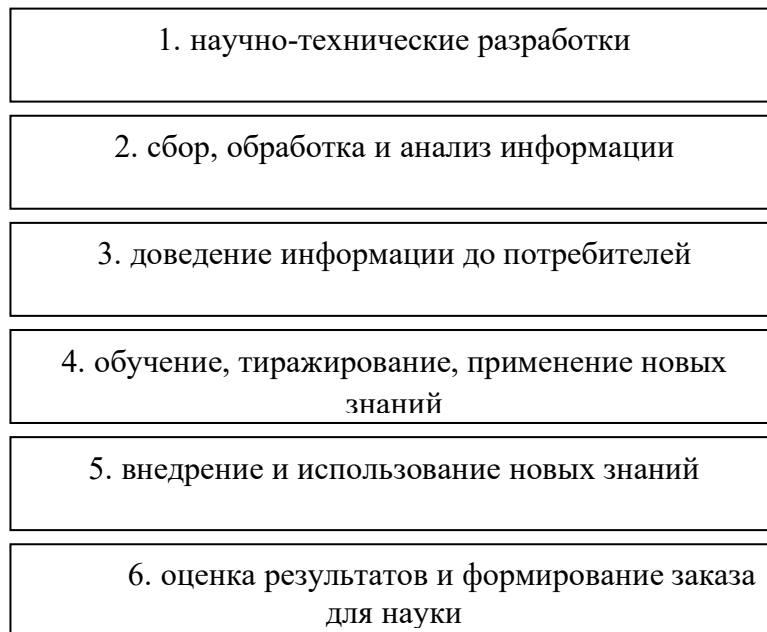 1. научно-технические разработки
2. сбор, обработка и анализ информации
3. доведение информации до потребителей
4. обучение, тиражирование, применение новых
знаний
5. внедрение и использование новых знаний
6. оценка результатов и формирование заказа
для науки